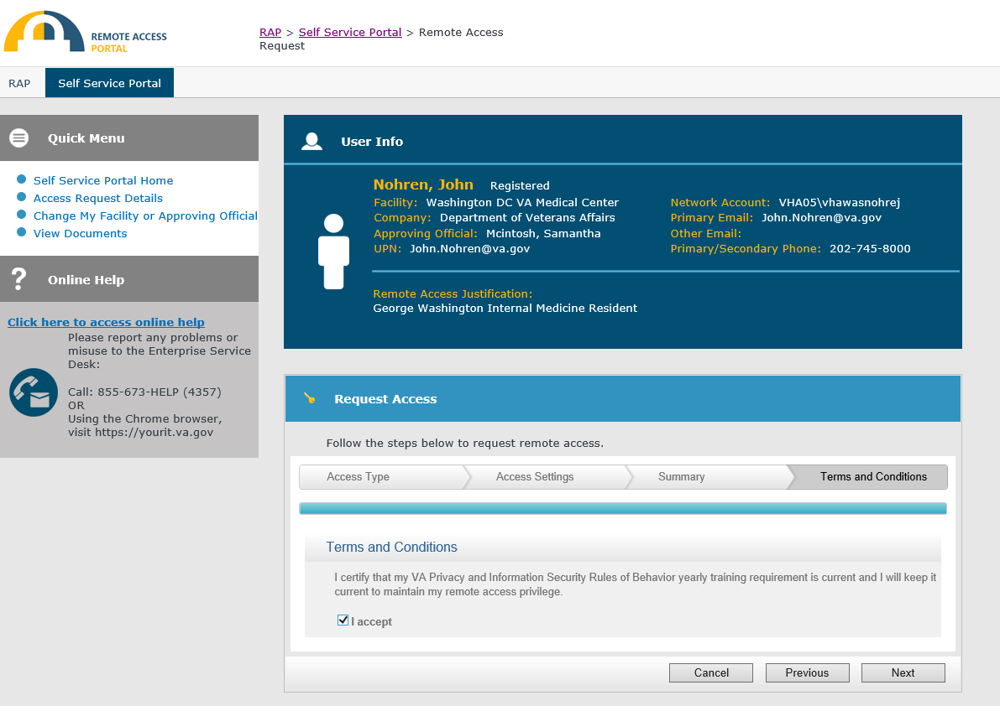 REMOTE ACCESS
PORTAL
RAP > Self Service Portal > Remote Access
Request
RAP
Self Service Portal
Quick Menu
Self Service Portal Home
Access Request Details
Change My Facility or Approving Official
View Documents
? Online Help
Click here to access online help
Please report any problems or
misuse to the Enterprise Service
Desk:
Call: 855-673-HELP (4357)
OR
Using the Chrome browser,
visit https://yourit.va.gov
User Info
Nohren, John Registered
Facility: Washington DC VA Medical Center
Company: Department of Veterans Affairs
Approving Official: Mcintosh, Samantha
UPN: John.Nohren@va.gov
Network Account: VHA05\vhawasnohrej
Primary Email: John.Nohren@va.gov
Other Email:
Primary/Secondary Phone: 202-745-8000
Remote Access Justification:
George Washington Internal Medicine Resident
Request Access
Follow the steps below to request remote access.
Access Type
Access Settings
Summary
Terms and Conditions
Terms and Conditions
I certify that my VA Privacy and Information Security Rules of Behavior yearly training requirement is current and I will keep it
current to maintain my remote access privilege.
I accept
Cancel
Previous
Next